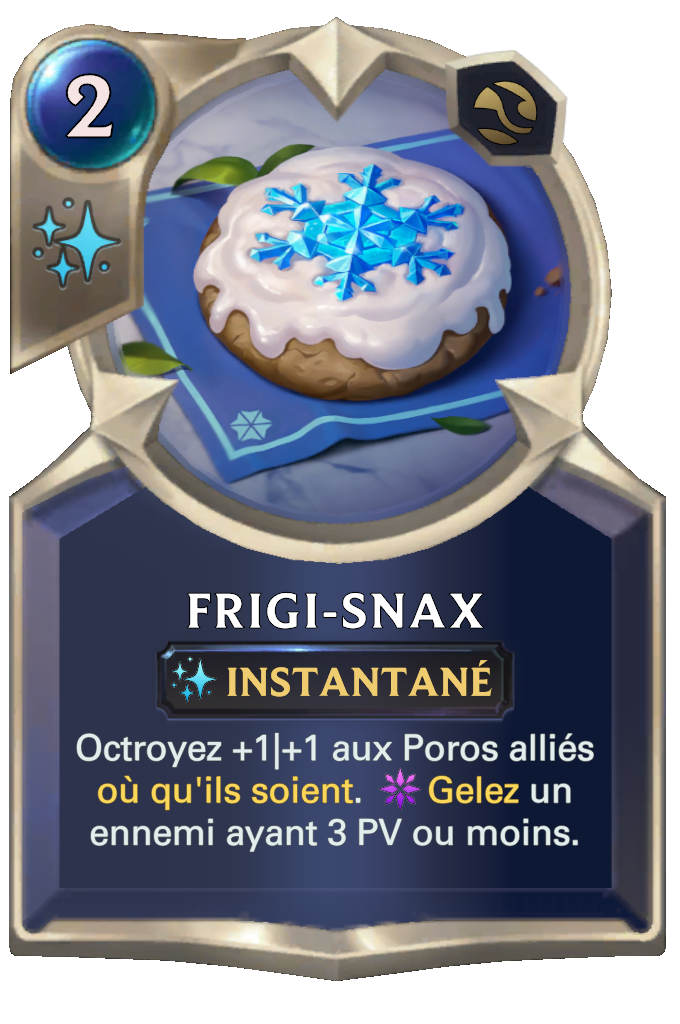 2
FRIGI-SNAX
INSTANTANÉ
Octroyez +1|+1 aux Poros alliés
où qu'ils soient. Gelez un
ennemi ayant 3 PV ou moins.